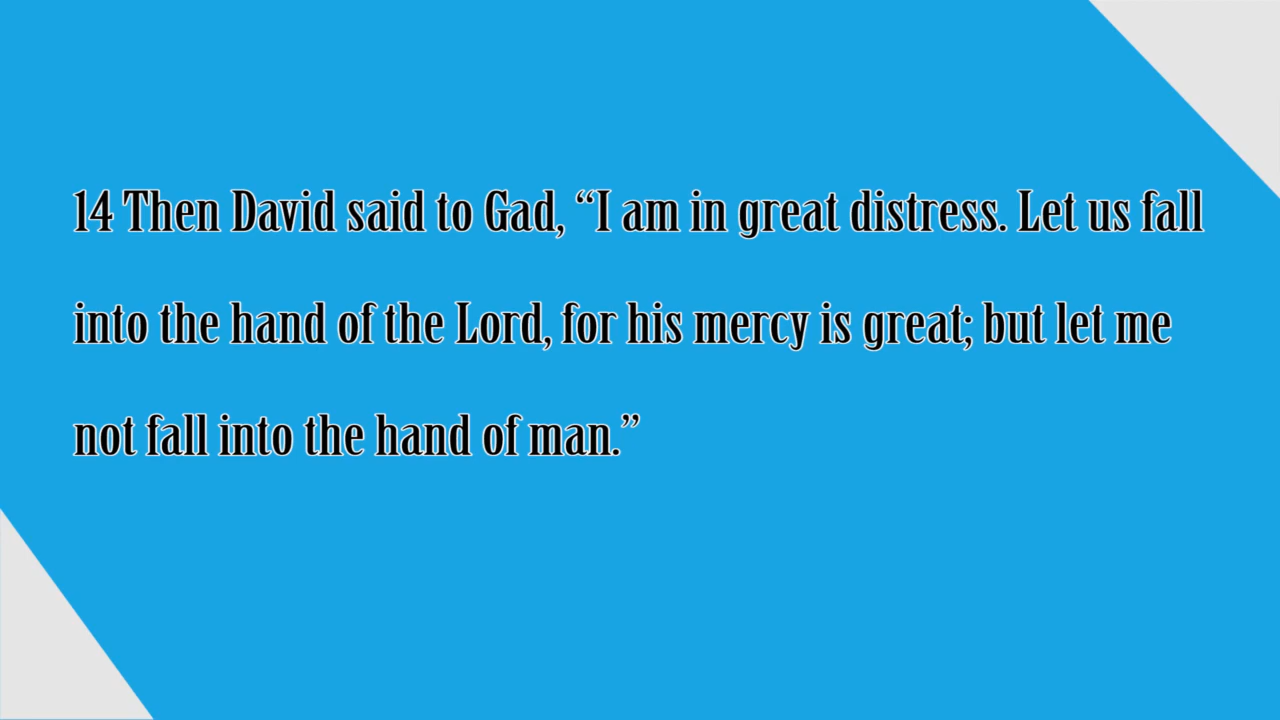 14 Then David said to Gad, “I am in great distress. Let us fall
into the hand of the Lord, for his mercy is great; but let me
not fall into the hand of man.”